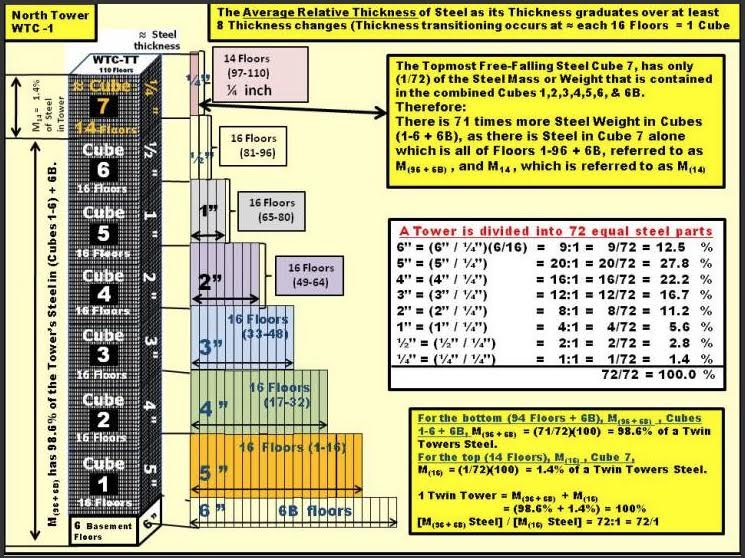 North Tower
WTC -1
≈ Steel
thickness
The Average Relative Thickness of Steel as its Thickness graduates over at least
8 Thickness changes (Thickness transitioning occurs at ≈ each 16 Floors = 1 Cube
WTC-TT
110 Floors
≈ Cube
7
14 Floors
¼"
Cube
6
16 Floors
½"
Cube
5
16 Floors
1"
Cube
4
16 Floors
2"
Cube
3
16 Floors
3"
Cube
2
16 Floors
4"
Cube
1
16 Floors
5"
6 Basement
Floors
6"
M14 = 1.4%
of Steel
in Tower
M(96 + 6B) has 98.6% of the Tower's Steel in (Cubes 1-6) + 6B.
¼"
14 Floors
(97-110)
¼ inch
½"
16 Floors
(81-96)
1"
16 Floors
(65-80)
2"
16 Floors
(49-64)
16 Floors
(33-48)
3"
16 Floors
(17-32)
4"
16 Floors (1-16)
5"
6" 6B floors
The Topmost Free-Falling Steel Cube 7, has only
(1/72) of the Steel Mass or Weight that is contained
in the combined Cubes 1,2,3,4,5,6, & 6B.
Therefore:
There is 71 times more Steel Weight in Cubes
(1-6 + 6B), as there is Steel in Cube 7 alone
which is all of Floors 1-96 + 6B, referred to as
M(96 + 6B) , and M14 , which is referred to as M(14)
A Tower is divided into 72 equal steel parts
6" = (6" / ¼")(6/16) = 9:1 = 9/72 = 12.5 %
5" = (5" / ¼") = 20:1 = 20/72 = 27.8 %
4" = (4" / ¼") = 16:1 = 16/72 = 22.2 %
3" = (3" / ¼") = 12:1 = 12/72 = 16.7 %
2" = (2" / ¼") = 8:1 = 8/72 = 11.2 %
1" = (1" / ¼") = 4:1 = 4/72 = 5.6 %
½" = (½" / ¼") = 2:1 = 2/72 = 2.8 %
¼" = (¼" / ¼") = 1:1 = 1/72 = 1.4 %
72/72 = 100.0 %
For the bottom (94 Floors + 6B), M(96 + 6B) , Cubes
1-6 + 6B, M(96 + 6B) = (71/72)(100) = 98.6% of a Twin
Towers Steel.
For the top (14 Floors), M(16) , Cube 7,
M(16) = (1/72)(100) = 1.4% of a Twin Towers Steel.
1 Twin Tower = M(96 + 6B) + M(16)
= (98.6% + 1.4%) = 100%
[M(96 + 6B) Steel] / [M(16) Steel] = 72:1 = 72/1